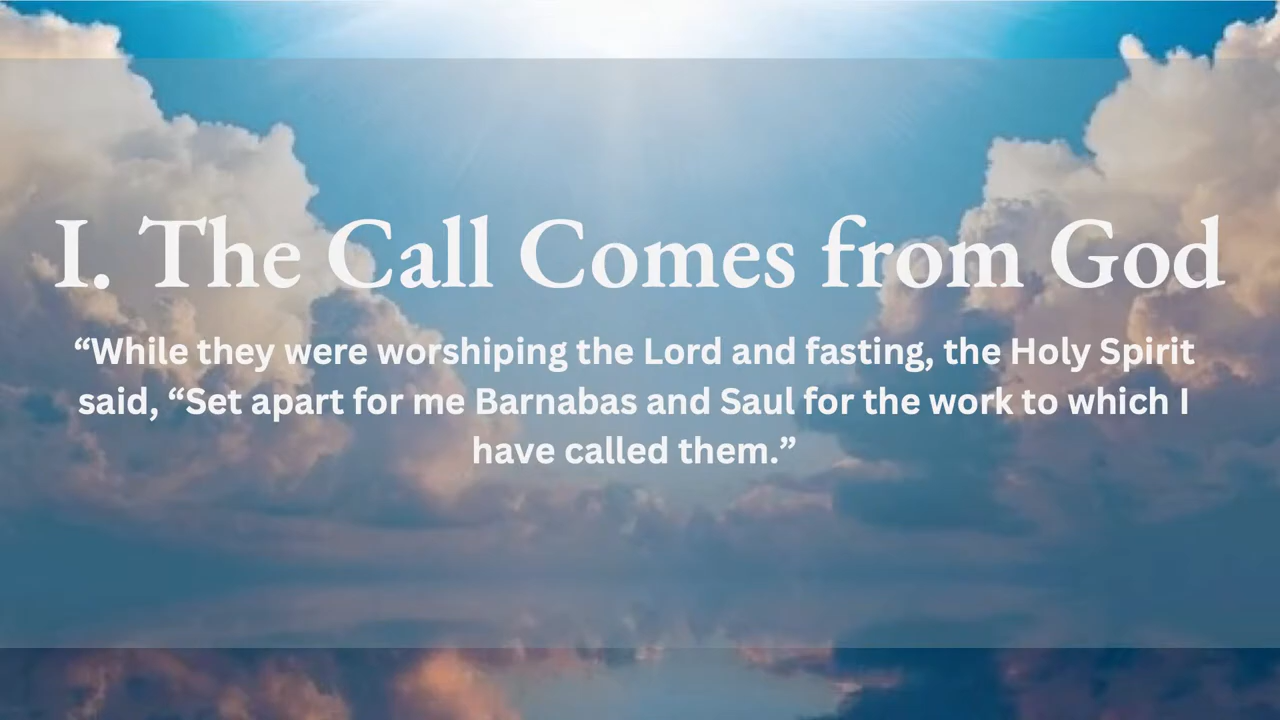 I. The Call Comes from God
“While they were worshiping the Lord and fasting, the Holy Spirit
said, “Set apart for me Barnabas and Saul for the work to which I
have called them.”